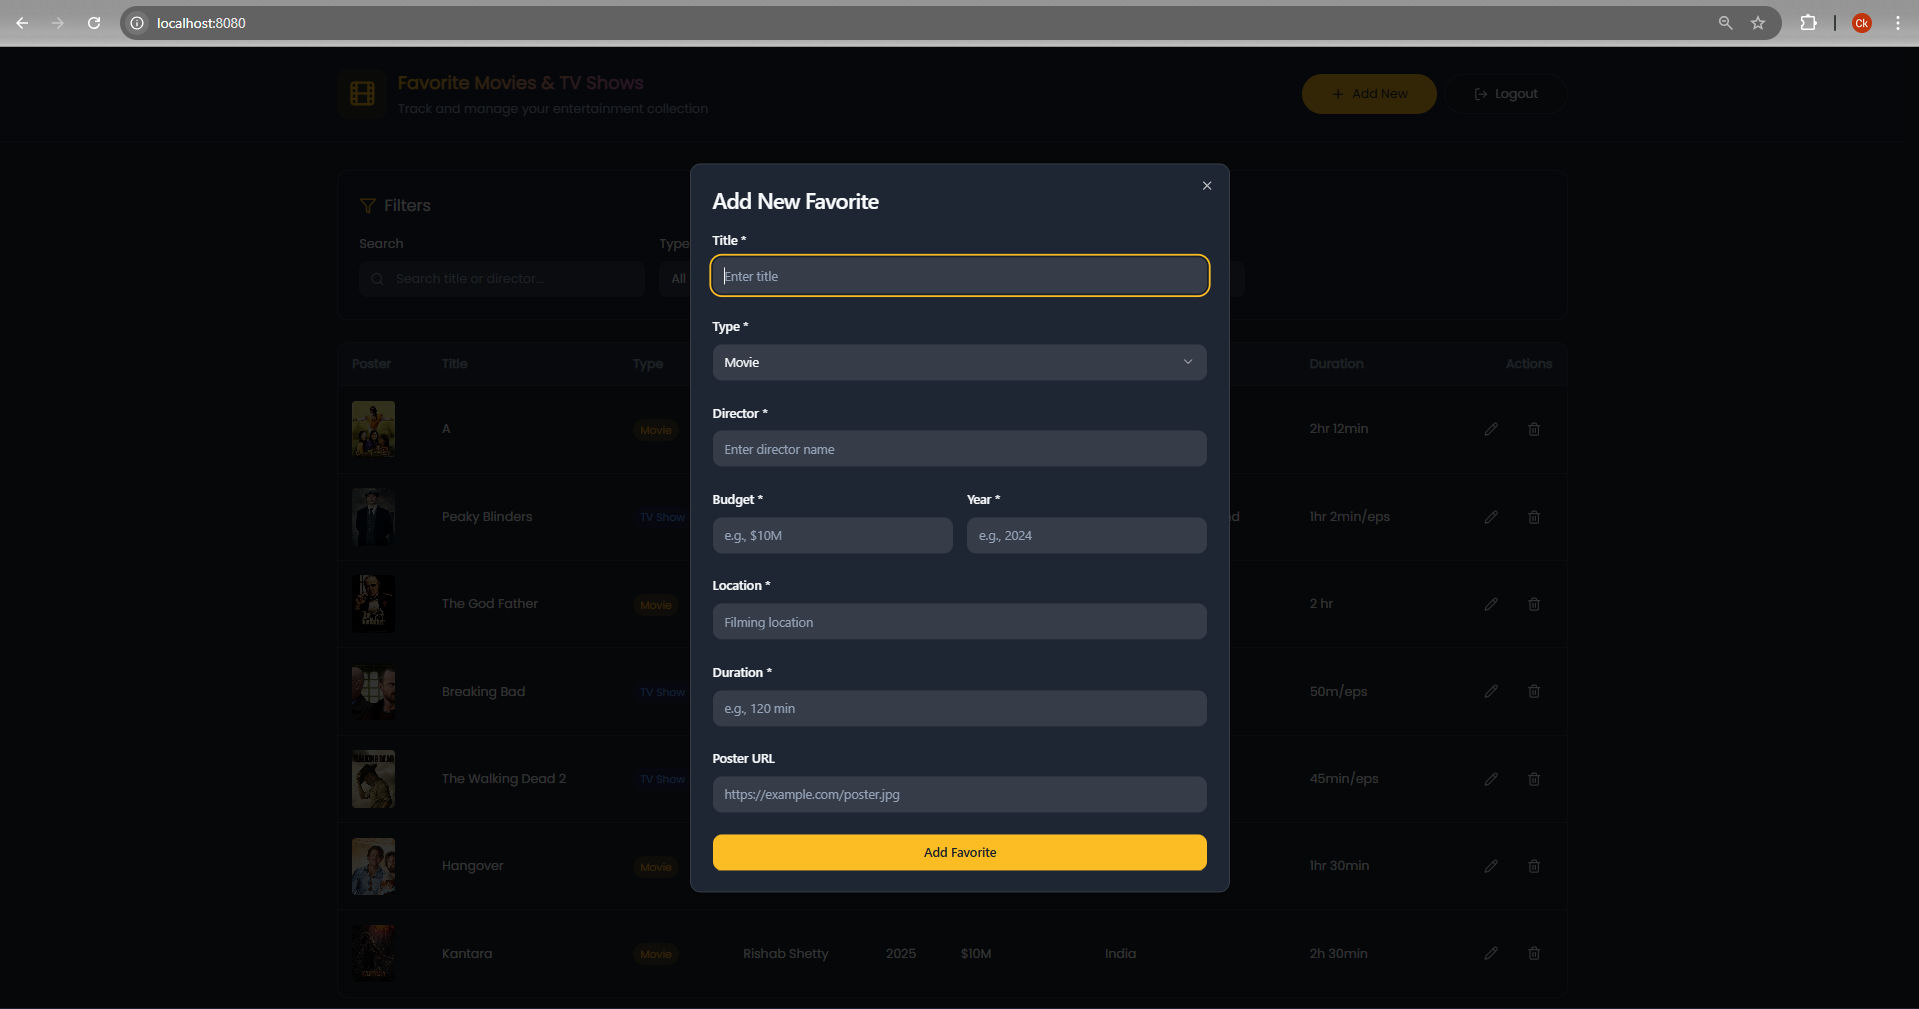 localhost:8080
Ck
Favorite Movies & TV Shows
Track and manage your entertainment collection
Add New
Logout
Filters
Search
Type
Search title or director...
All
Poster Title Type Duration Actions
A Movie 2hr 12min
Peaky Blinders TV Show 1hr 2min/eps
The God Father Movie 2 hr
Breaking Bad TV Show 50m/eps
The Walking Dead 2 TV Show 45min/eps
Hangover Movie 1hr 30min
Kantara Movie Rishab Shetty 2025 $10M India 2h 30min
Add New Favorite
Title *
Enter title
Type *
Movie
Director *
Enter director name
Budget * Year *
e.g., $10M e.g., 2024
Location *
Filming location
Duration *
e.g., 120 min
Poster URL
https://example.com/poster.jpg
Add Favorite